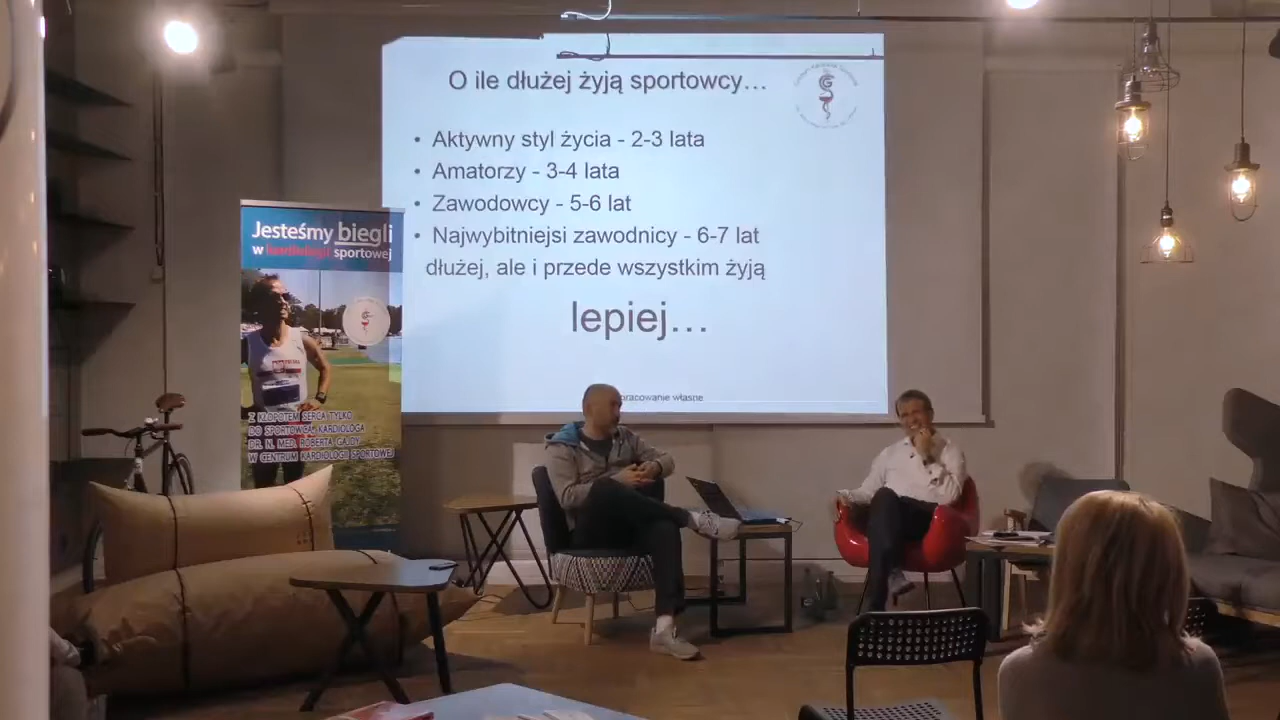 O ile dłużej żyją sportowcy...
• Aktywny styl życia - 2-3 lata
• Amatorzy - 3-4 lata
• Zawodowcy - 5-6 lat
• Najwybitniejsi zawodnicy - 6-7 lat
dłużej, ale i przede wszystkim żyją
lepiej...
własne
Jesteśmy biegli
w kardiologii sportowej
Z KŁOPOTEM SERCA TYLKO
DO SPORTOWCA, KARDIOLOGA
DR. N. MED. ROBERTA GAJDY
W CENTRUM KARDIOLOGII SPORTOWEJ